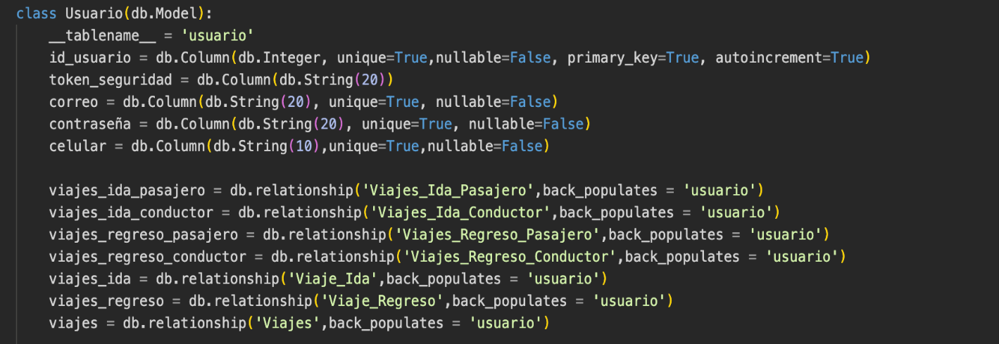 class Usuario(db.Model):
    __tablename__ = 'usuario'
    id_usuario = db.Column(db.Integer, unique=True,nullable=False, primary_key=True, autoincrement=True)
    token_seguridad = db.Column(db.String(20))
    correo = db.Column(db.String(20), unique=True, nullable=False)
    contraseña = db.Column(db.String(20), unique=True, nullable=False)
    celular = db.Column(db.String(10),unique=True,nullable=False)

    viajes_ida_pasajero = db.relationship('Viajes_Ida_Pasajero',back_populates = 'usuario')
    viajes_ida_conductor = db.relationship('Viajes_Ida_Conductor',back_populates = 'usuario')
    viajes_regreso_pasajero = db.relationship('Viajes_Regreso_Pasajero',back_populates = 'usuario')
    viajes_regreso_conductor = db.relationship('Viajes_Regreso_Conductor',back_populates = 'usuario')
    viajes_ida = db.relationship('Viaje_Ida',back_populates = 'usuario')
    viajes_regreso = db.relationship('Viaje_Regreso',back_populates = 'usuario')
    viajes = db.relationship('Viajes',back_populates = 'usuario')